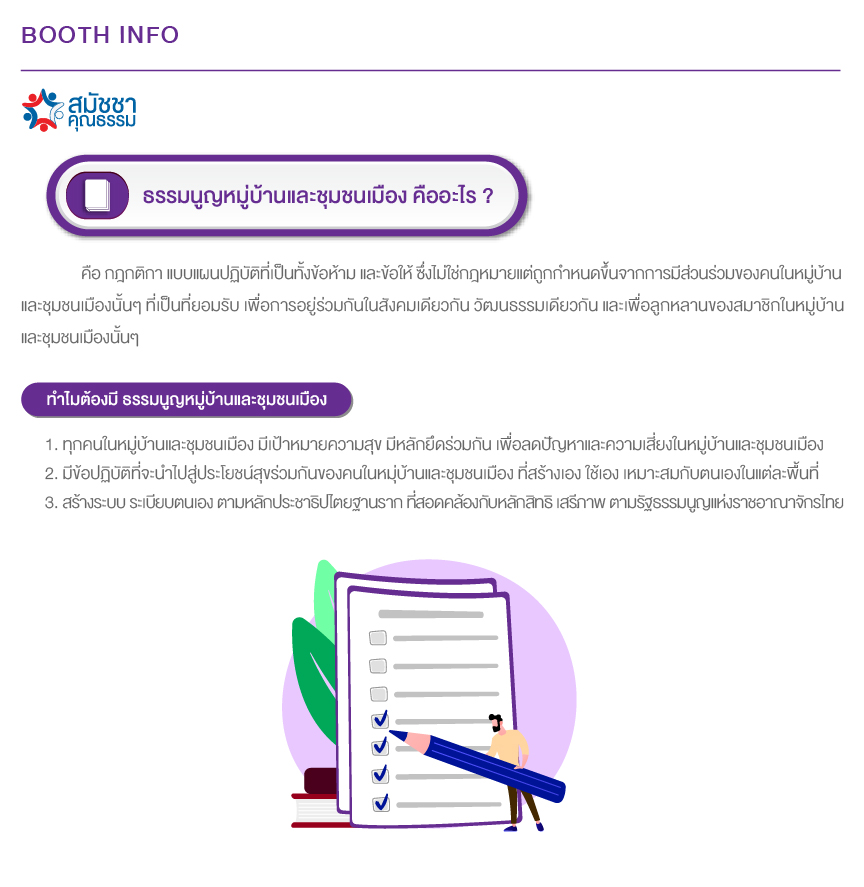 BOOTH INFO
สมัชชา
คุณธรรม
ธรรมนูญหมู่บ้านและชุมชนเมือง คืออะไร ?
คือ กฎกติกา แบบแผนปฏิบัติที่เป็นทั้งข้อห้าม และข้อให้ ซึ่งไม่ใช่กฎหมายแต่ถูกกำหนดขึ้นจากการมีส่วนร่วมของคนในหมู่บ้าน
และชุมชนเมืองนั้นๆ ที่เป็นที่ยอมรับ เพื่อการอยู่ร่วมกันในสังคมเดียวกัน วัฒนธรรมเดียวกัน และเพื่อลูกหลานของสมาชิกในหมู่บ้าน
และชุมชนเมืองนั้นๆ
ทำไมต้องมี ธรรมนูญหมู่บ้านและชุมชนเมือง
1. ทุกคนในหมู่บ้านและชุมชนเมือง มีเป้าหมายความสุข มีหลักยึดร่วมกัน เพื่อลดปัญหาและความเสี่ยงในหมู่บ้านและชุมชนเมือง
2. มีข้อปฏิบัติที่จะนำไปสู่ประโยชน์สุขร่วมกันของคนในหมุ่บ้านและชุมชนเมือง ที่สร้างเอง ใช้เอง เหมาะสมกับตนเองในแต่ละพื้นที่
3. สร้างระบบ ระเบียบตนเอง ตามหลักประชาธิปไตยฐานราก ที่สอดคล้องกับหลักสิทธิ เสรีภาพ ตามรัฐธรรมนูญแห่งราชอาณาจักรไทย